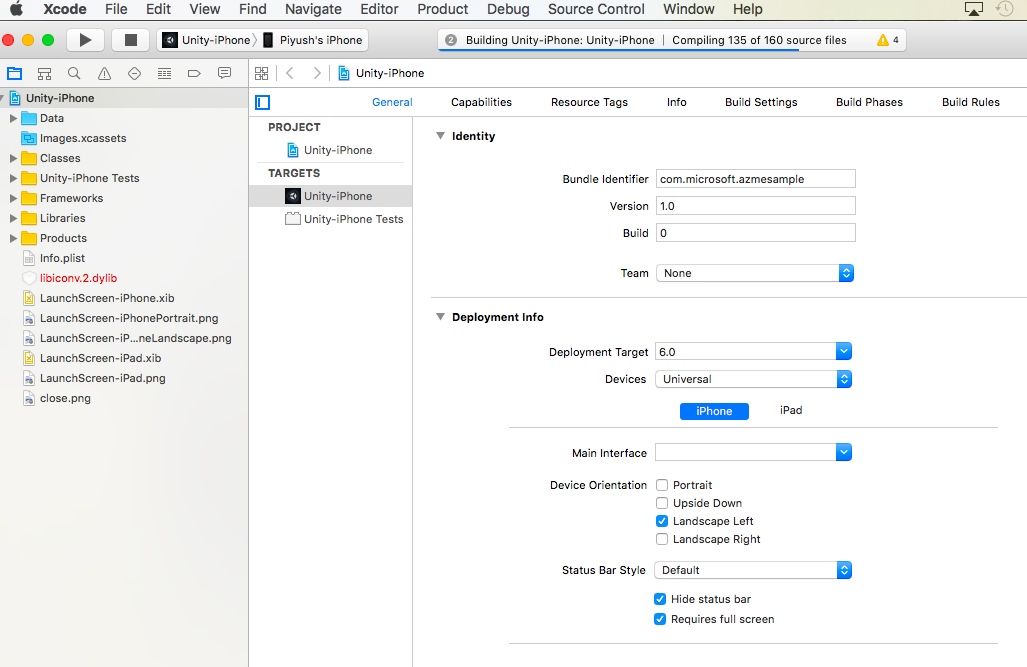 Xcode File Edit View Find Navigate Editor Product Debug Source Control Window Help
Unity-iPhone Piyush's iPhone
2 Building Unity-iPhone: Unity-iPhone | Compiling 135 of 160 source files 4
Unity-iPhone
Unity-iPhone
Data
Images.xcassets
Classes
Unity-iPhone Tests
Frameworks
Libraries
Products
Info.plist
libiconv.2.dylib
LaunchScreen-iPhone.xib
LaunchScreen-iPhonePortrait.png
LaunchScreen-iP...neLandscape.png
LaunchScreen-iPad.xib
LaunchScreen-iPad.png
close.png
General Capabilities Resource Tags Info Build Settings Build Phases Build Rules
PROJECT
Unity-iPhone
TARGETS
Unity-iPhone
Unity-iPhone Tests
Identity
Bundle Identifier com.microsoft.azmesample
Version 1.0
Build 0
Team None
Deployment Info
Deployment Target 6.0
Devices Universal
iPhone iPad
Main Interface
Device Orientation Portrait
Upside Down
Landscape Left
Landscape Right
Status Bar Style Default
Hide status bar
Requires full screen